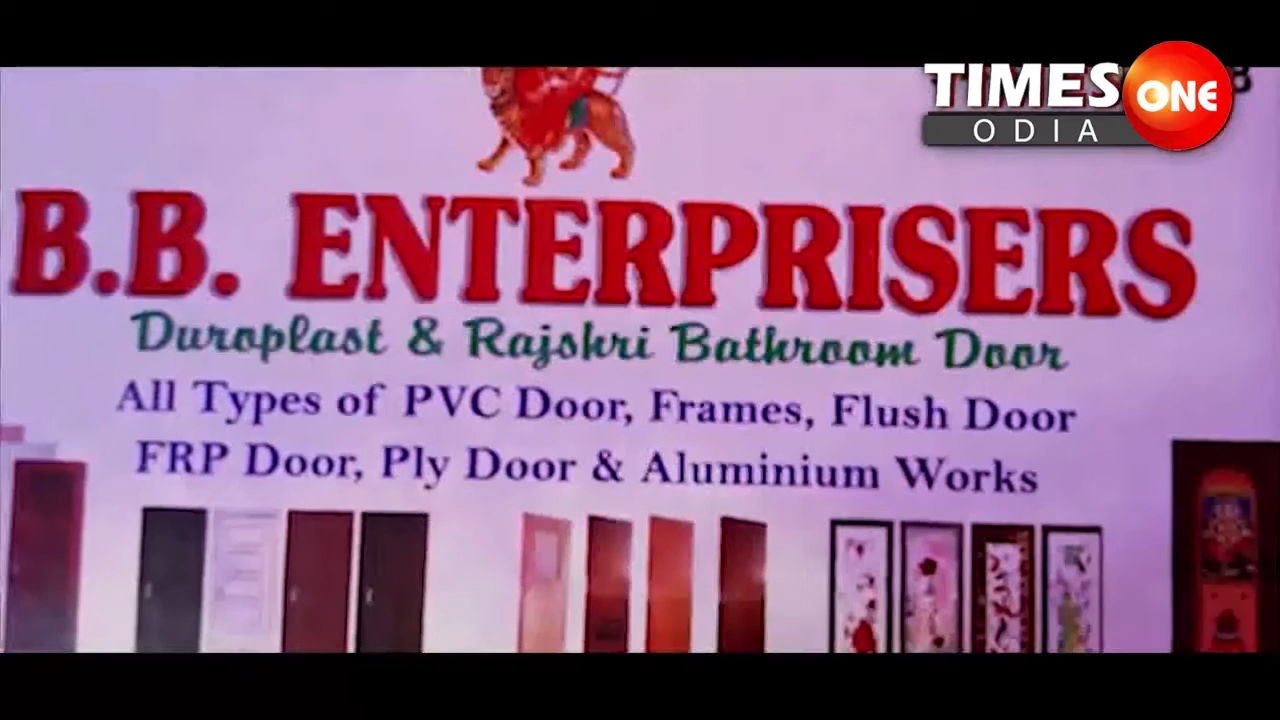 TIMES ONE
ODIA
B.B. ENTERPRISERS
Duroplast & Rajshri Bathroom Door
All Types of PVC Door, Frames, Flush Door
FRP Door, Ply Door & Aluminium Works